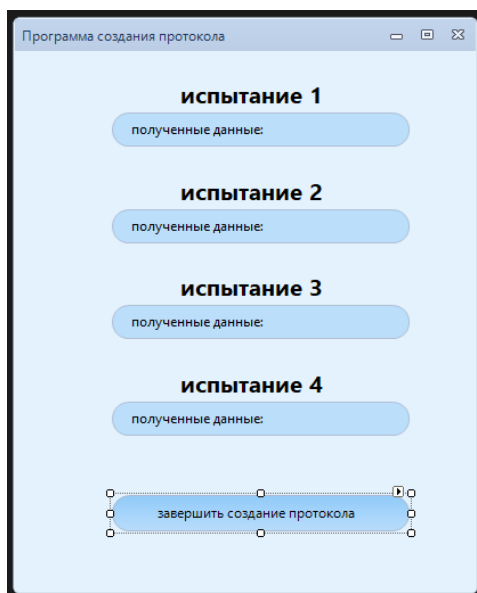 Программа создания протокола
испытание 1
полученные данные:
испытание 2
полученные данные:
испытание 3
полученные данные:
испытание 4
полученные данные:
завершить создание протокола